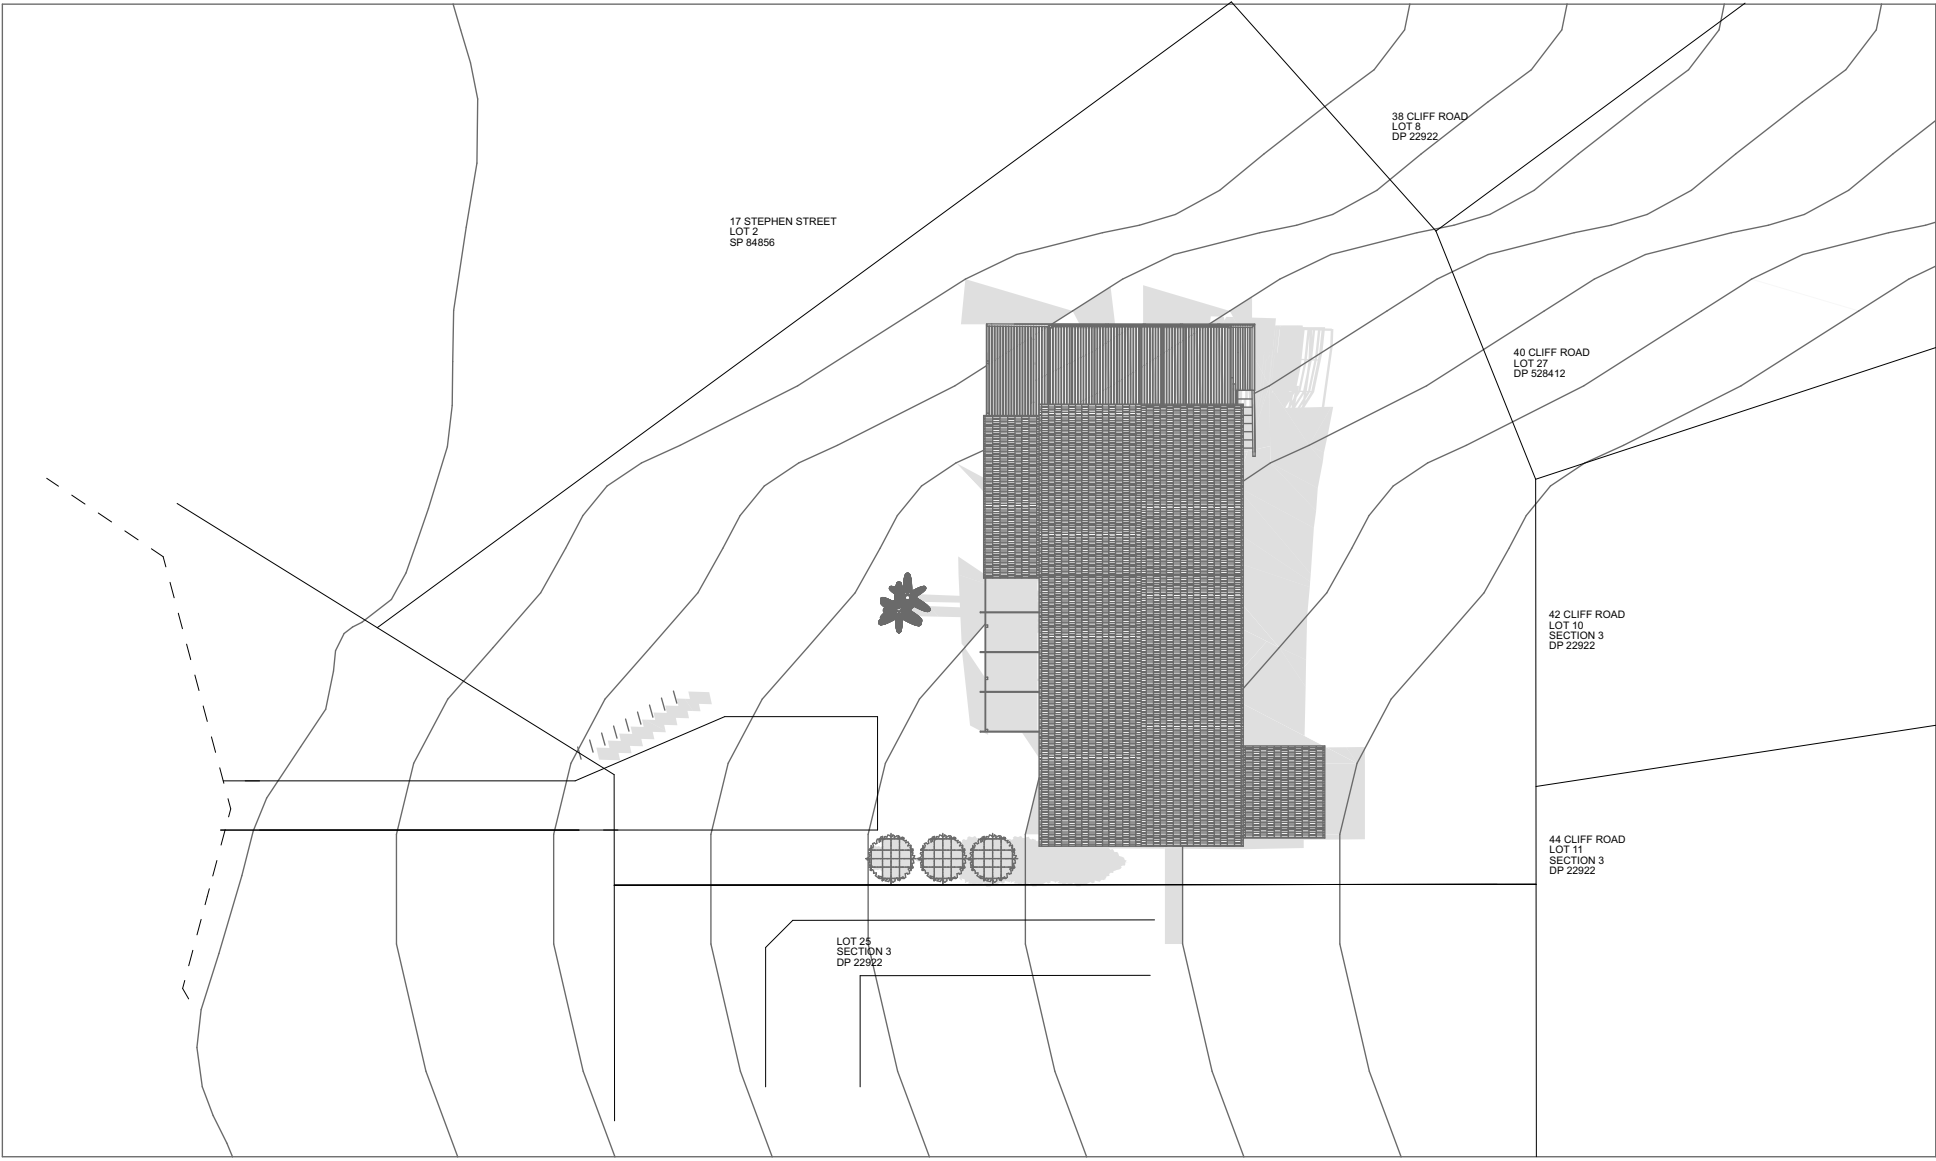 38 CLIFF ROAD
LOT 8
DP 22922
17 STEPHEN STREET
LOT 2
SP 84856
40 CLIFF ROAD
LOT 27
DP 528412
42 CLIFF ROAD
LOT 10
SECTION 3
DP 22922
44 CLIFF ROAD
LOT 11
SECTION 3
DP 22922
LOT 25
SECTION 3
DP 22922